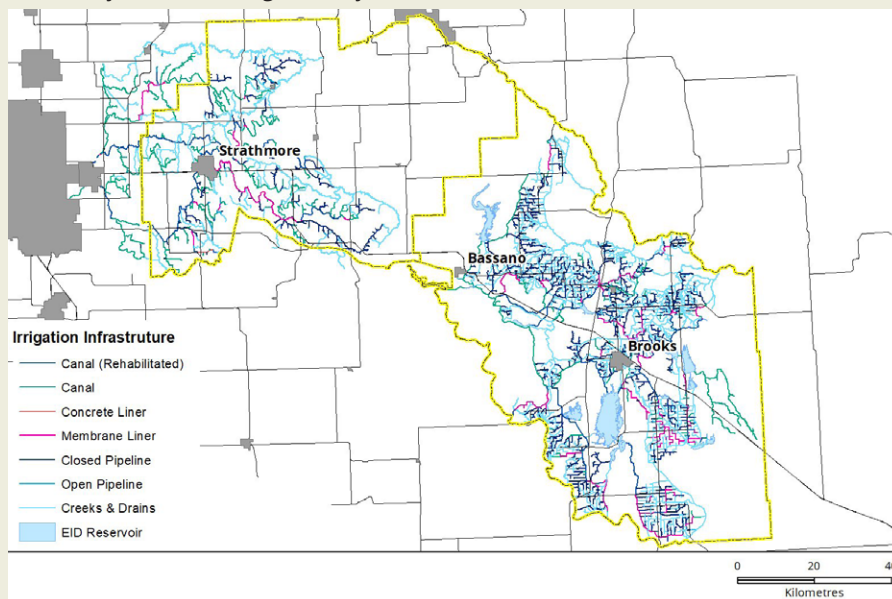 Strathmore
Bassano
Brooks
Irrigation Infrastruture
Canal (Rehabilitated)
Canal
Concrete Liner
Membrane Liner
Closed Pipeline
Open Pipeline
Creeks & Drains
EID Reservoir
0 20 40
Kilometres